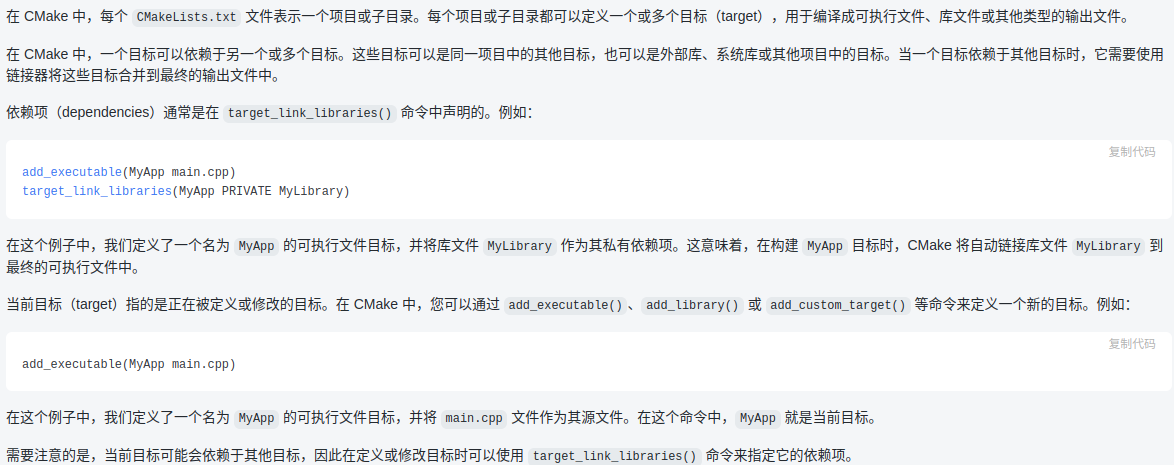 在 CMake 中，每个 CMakeLists.txt 文件表示一个项目或子目录。每个项目或子目录都可以定义一个或多个目标（target），用于编译成可执行文件、库文件或其他类型的输出文件。
在 CMake 中，一个目标可以依赖于另一个或多个目标。这些目标可以是同一项目中的其他目标，也可以是外部库、系统库或其他项目中的目标。当一个目标依赖于其他目标时，它需要使用
链接器将这些目标合并到最终的输出文件中。
依赖项（dependencies）通常是在 target_link_libraries() 命令中声明的。例如：
复制代码
add_executable(MyApp main.cpp)
target_link_libraries(MyApp PRIVATE MyLibrary)
在这个例子中，我们定义了一个名为 MyApp 的可执行文件目标，并将库文件 MyLibrary 作为其私有依赖项。这意味着，在构建 MyApp 目标时，CMake 将自动链接库文件 MyLibrary 到
最终的可执行文件中。
当前目标（target）指的是正在被定义或修改的目标。在 CMake 中，您可以通过 add_executable()、add_library() 或 add_custom_target() 等命令来定义一个新的目标。例如：
复制代码
add_executable(MyApp main.cpp)
在这个例子中，我们定义了一个名为 MyApp 的可执行文件目标，并将 main.cpp 文件作为其源文件。在这个命令中，MyApp 就是当前目标。
需要注意的是，当前目标可能会依赖于其他目标，因此在定义或修改目标时可以使用 target_link_libraries() 命令来指定它的依赖项。